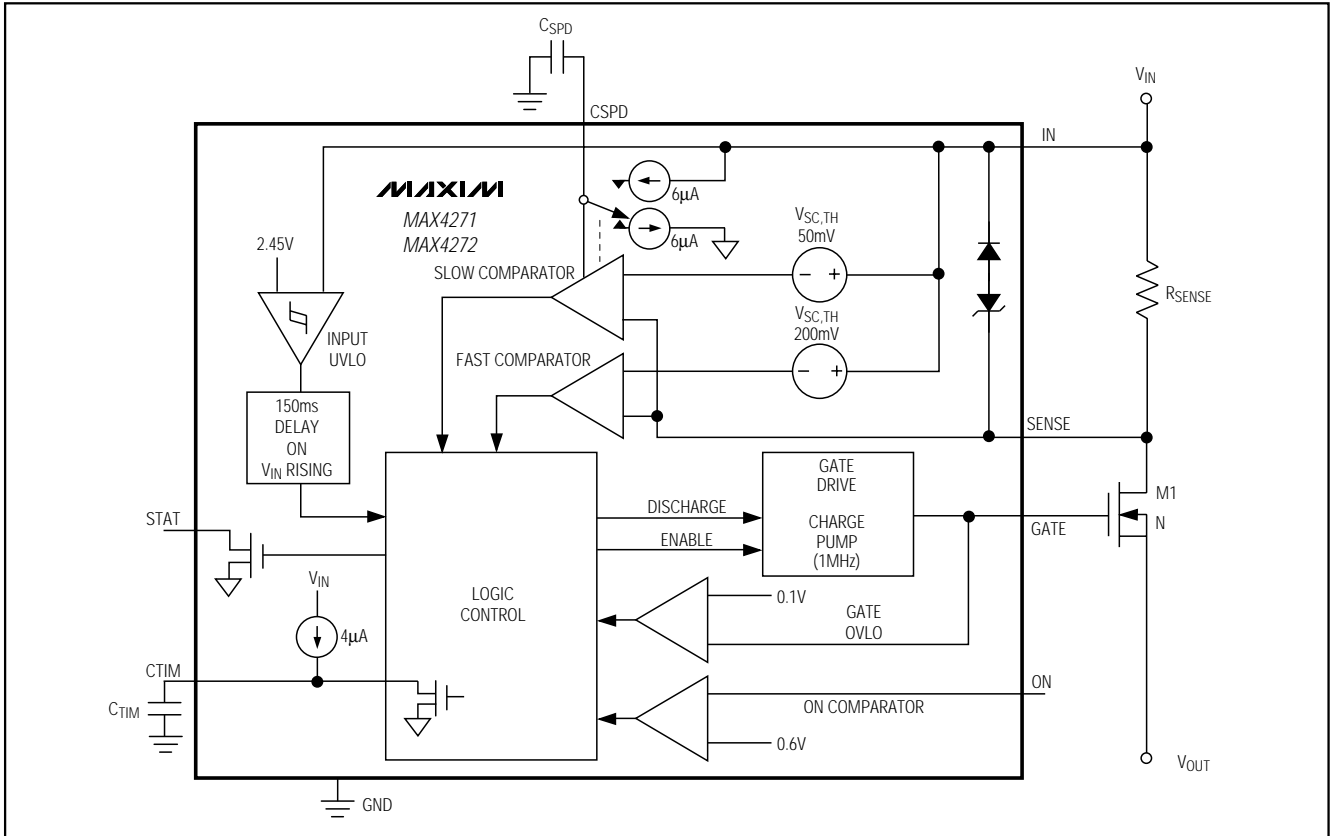 CSPD
VIN
CSPD
IN
6µA
MAXIM
MAX4271
MAX4272
6µA
VSC,TH
50mV
2.45V
SLOW COMPARATOR
− +
RSENSE
VSC,TH
200mV
INPUT
UVLO
FAST COMPARATOR
− +
150ms
DELAY
ON
VIN RISING
SENSE
GATE
DRIVE
CHARGE
PUMP
(1MHz)
M1
N
DISCHARGE
STAT
GATE
ENABLE
VIN
LOGIC
CONTROL
0.1V
GATE
OVLO
4µA
CTIM
ON
CTIM
ON COMPARATOR
0.6V
VOUT
GND